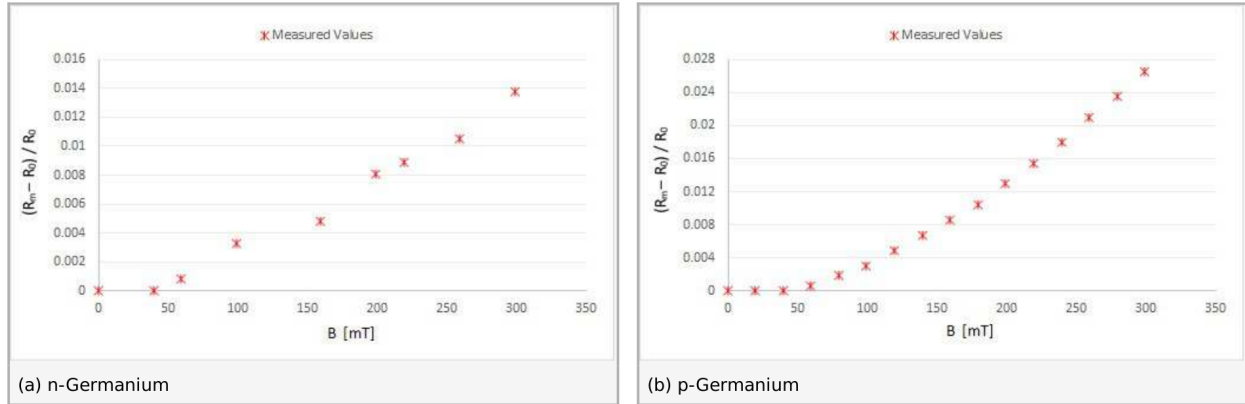 Measured Values
0.016
0.014
0.012
0.01
0.008
0.006
0.004
0.002
0
(Rₘ – R₀) / R₀
0 50 100 150 200 250 300 350
B [mT]
(a) n-Germanium
Measured Values
0.028
0.024
0.02
0.016
0.012
0.008
0.004
0
(Rₘ – R₀) / R₀
0 50 100 150 200 250 300 350
B [mT]
(b) p-Germanium